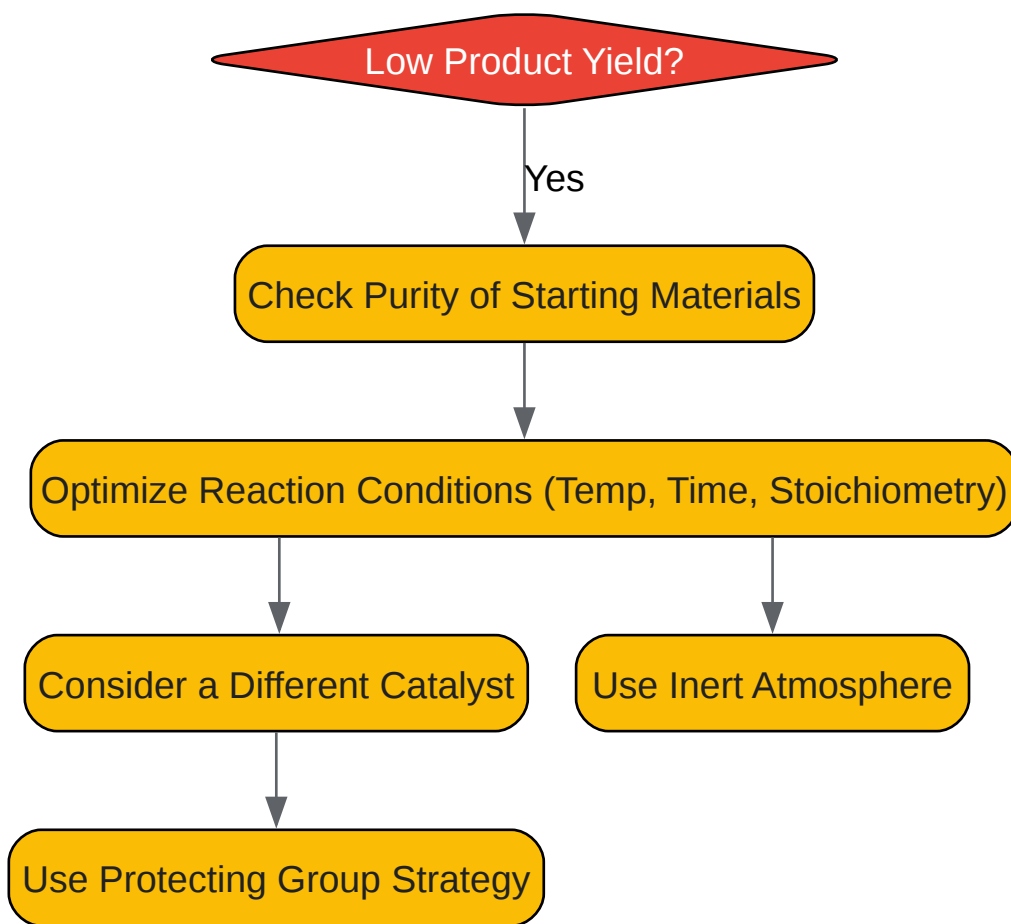 Low Product Yield?
Yes
Check Purity of Starting Materials
Optimize Reaction Conditions (Temp, Time, Stoichiometry)
Consider a Different Catalyst
Use Inert Atmosphere
Use Protecting Group Strategy